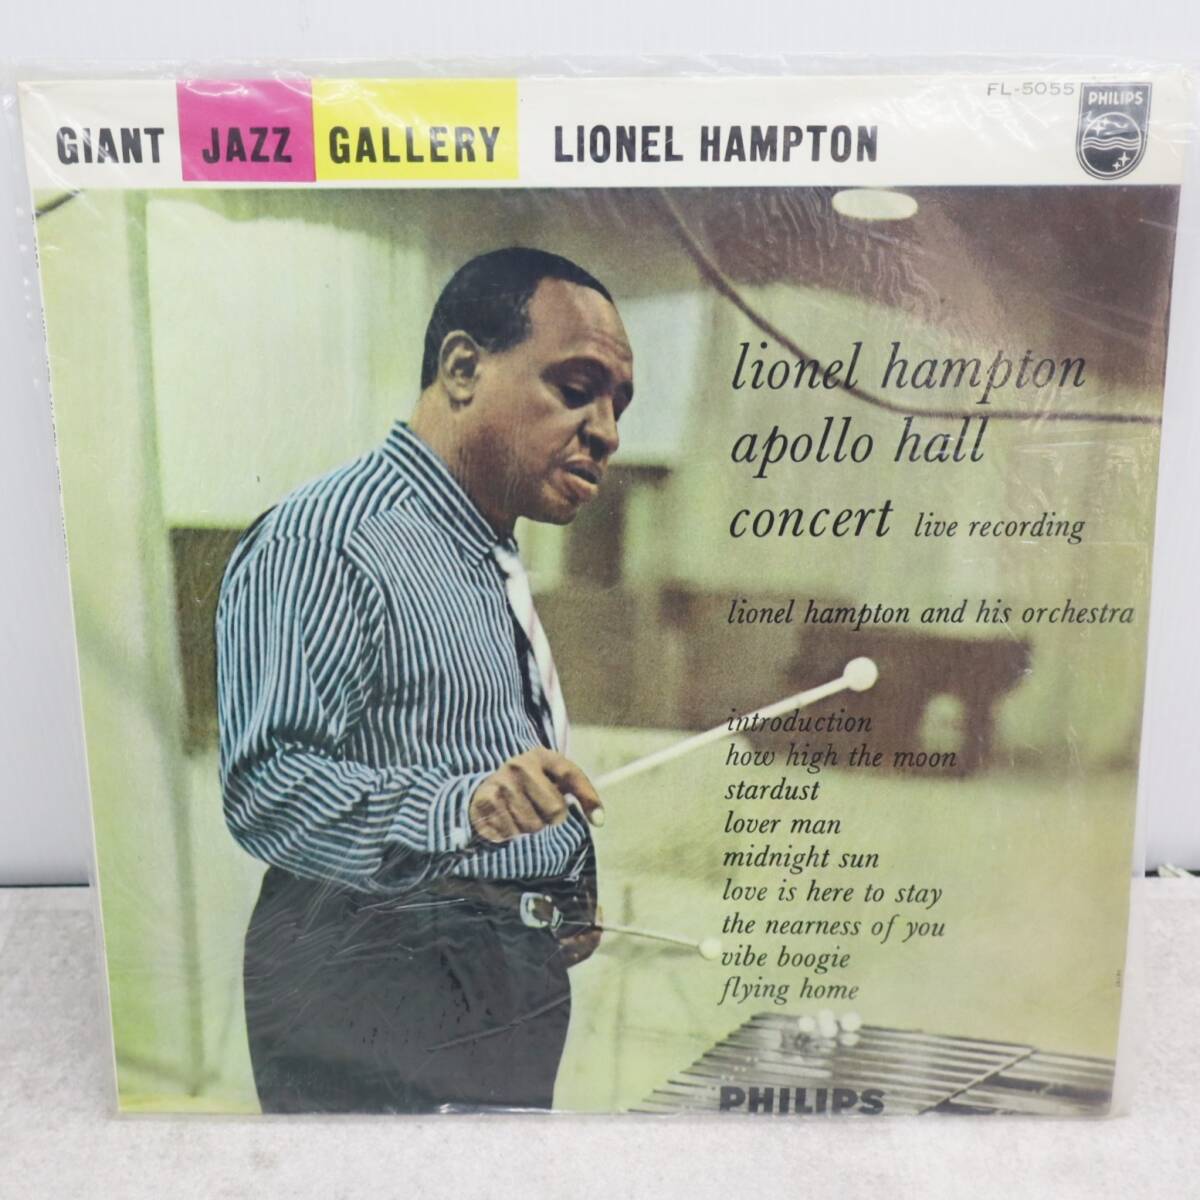 FL-5055
PHILIPS
GIANT JAZZ GALLERY LIONEL HAMPTON
lionel hampton
apollo hall
concert live recording
lionel hampton and his orchestra
introduction
how high the moon
stardust
lover man
midnight sun
love is here to stay
the nearness of you
vibe boogie
flying home
PHILIPS